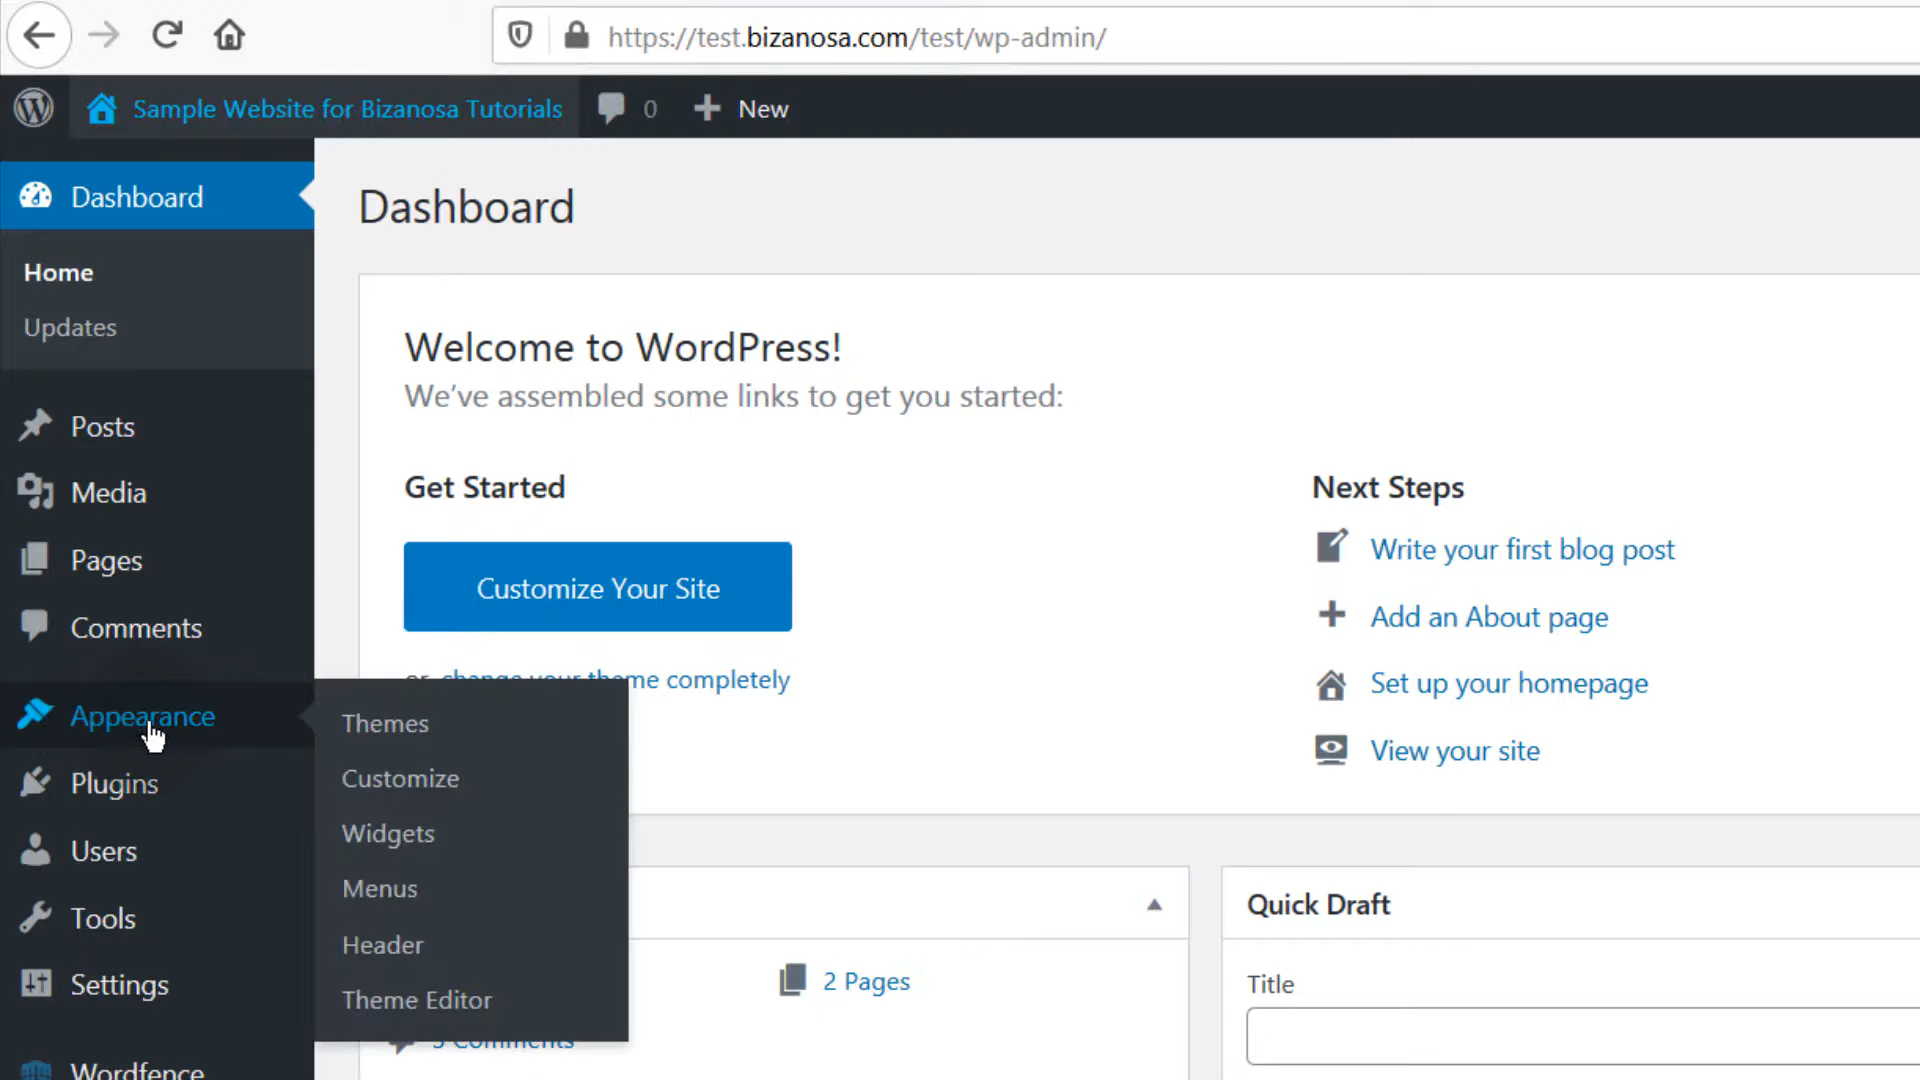 https://test.bizanosa.com/test/wp-admin/
Sample Website for Bizanosa Tutorials
0
New
Dashboard
Home
Updates
Posts
Media
Pages
Comments
Appearance
Plugins
Users
Tools
Settings
Wordfence
Themes
Customize
Widgets
Menus
Header
Theme Editor
Dashboard
Welcome to WordPress!
We've assembled some links to get you started:
Get Started
Customize Your Site
or, change your theme completely
Next Steps
Write your first blog post
Add an About page
Set up your homepage
View your site
2 Pages
Comments
Quick Draft
Title